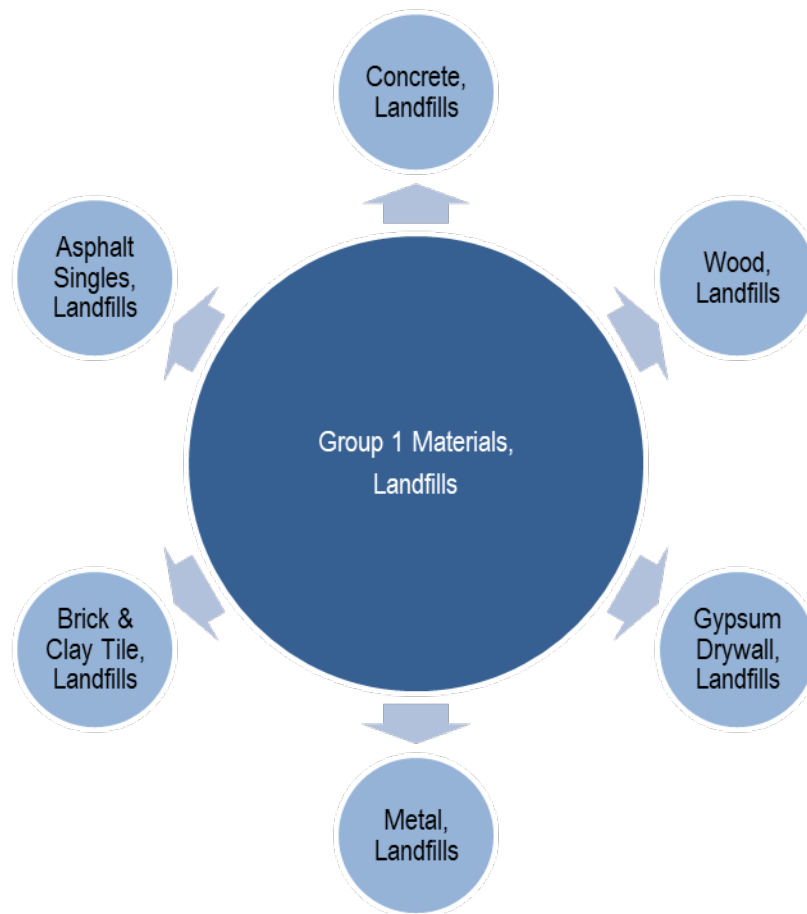 Concrete,
Landfills
Asphalt
Singles,
Landfills
Wood,
Landfills
Group 1 Materials,
Landfills
Brick &
Clay Tile,
Landfills
Gypsum
Drywall,
Landfills
Metal,
Landfills